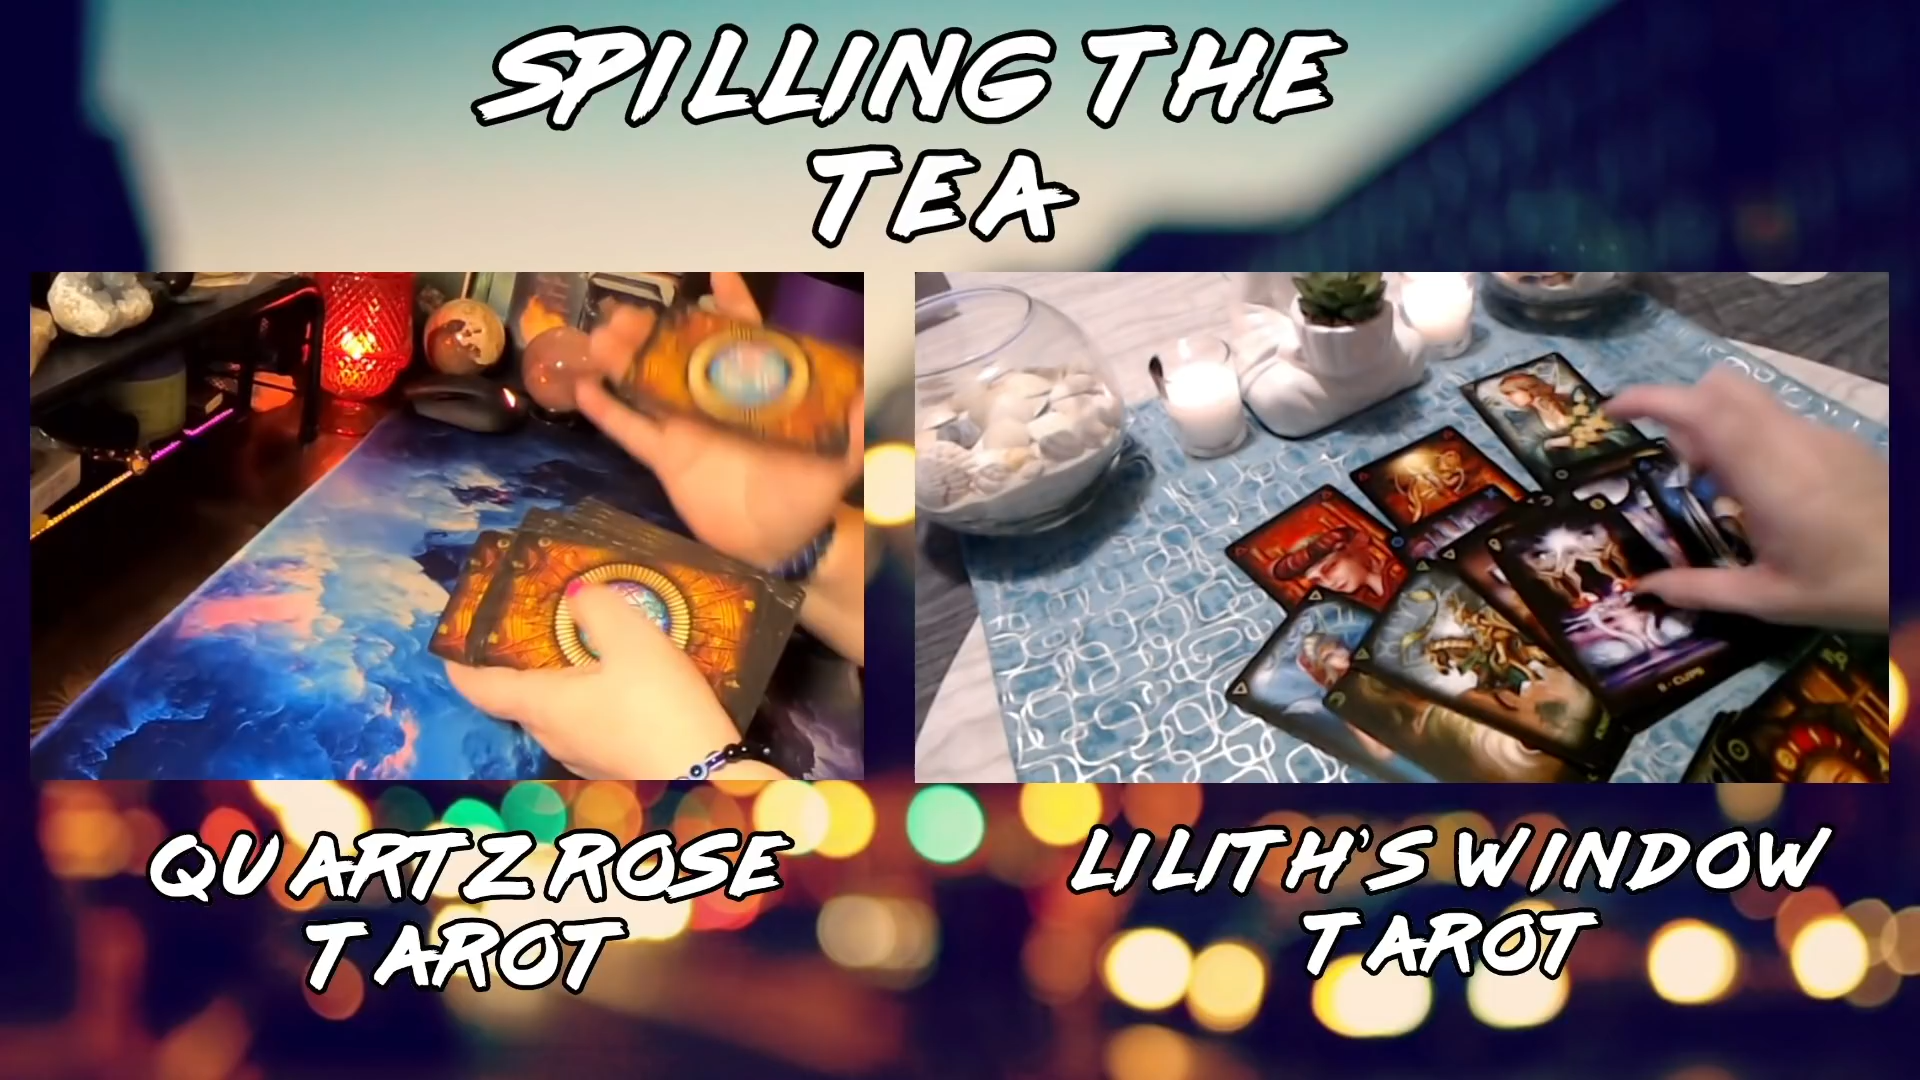 SPILLING THE
TEA
QUARTZ ROSE
TAROT
LILITH'S WINDOW
TAROT